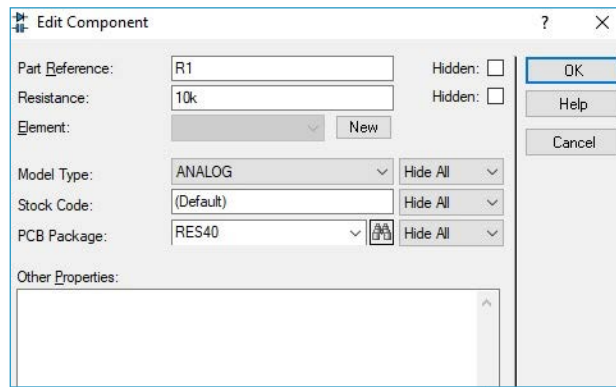 Edit Component ? X
Part Reference: R1 Hidden: OK
Resistance: 10k Hidden: Help
Element: New Cancel
Model Type: ANALOG Hide All
Stock Code: (Default) Hide All
PCB Package: RES40 Hide All
Other Properties: